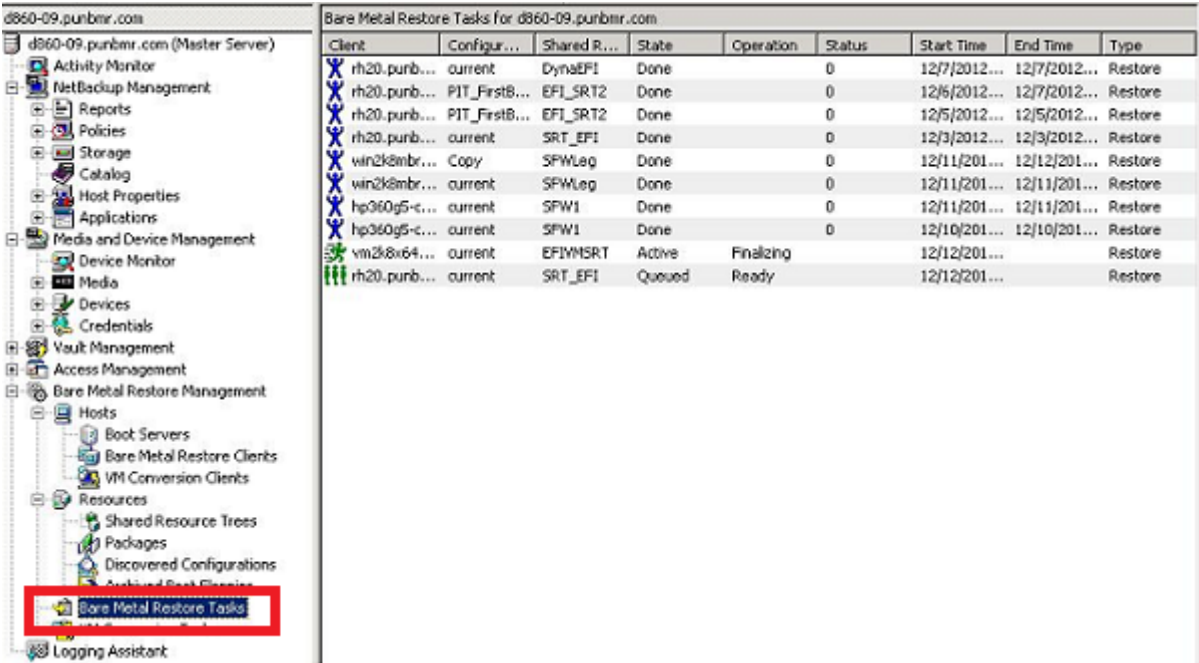 d860-09.punbmr.com
d860-09.punbmr.com (Master Server)
Activity Monitor
NetBackup Management
Reports
Policies
Storage
Catalog
Host Properties
Applications
Media and Device Management
Device Monitor
Media
Devices
Credentials
Vault Management
Access Management
Bare Metal Restore Management
Hosts
Boot Servers
Bare Metal Restore Clients
VM Conversion Clients
Resources
Shared Resource Trees
Packages
Discovered Configurations
Bare Metal Restore Tasks
Logging Assistant
Bare Metal Restore Tasks for d860-09.punbmr.com
Client Configur... Shared R... State Operation Status Start Time End Time Type
rh20.punb... current DynaEFI Done 0 12/7/2012... 12/7/2012... Restore
rh20.punb... PIT_FirstB... EFI_SRT2 Done 0 12/6/2012... 12/7/2012... Restore
rh20.punb... PIT_FirstB... EFI_SRT2 Done 0 12/5/2012... 12/5/2012... Restore
rh20.punb... current SRT_EFI Done 0 12/3/2012... 12/3/2012... Restore
win2k8mbr... Copy SFWLeg Done 0 12/11/201... 12/12/201... Restore
win2k8mbr... current SFWLeg Done 0 12/11/201... 12/11/201... Restore
hp360g5-c... current SFW1 Done 0 12/11/201... 12/11/201... Restore
hp360g5-c... current SFW1 Done 0 12/10/201... 12/10/201... Restore
vm2k8x64... current EFIVMSRT Active Finalizing 12/12/201... Restore
rh20.punb... current SRT_EFI Queued Ready 12/12/201... Restore